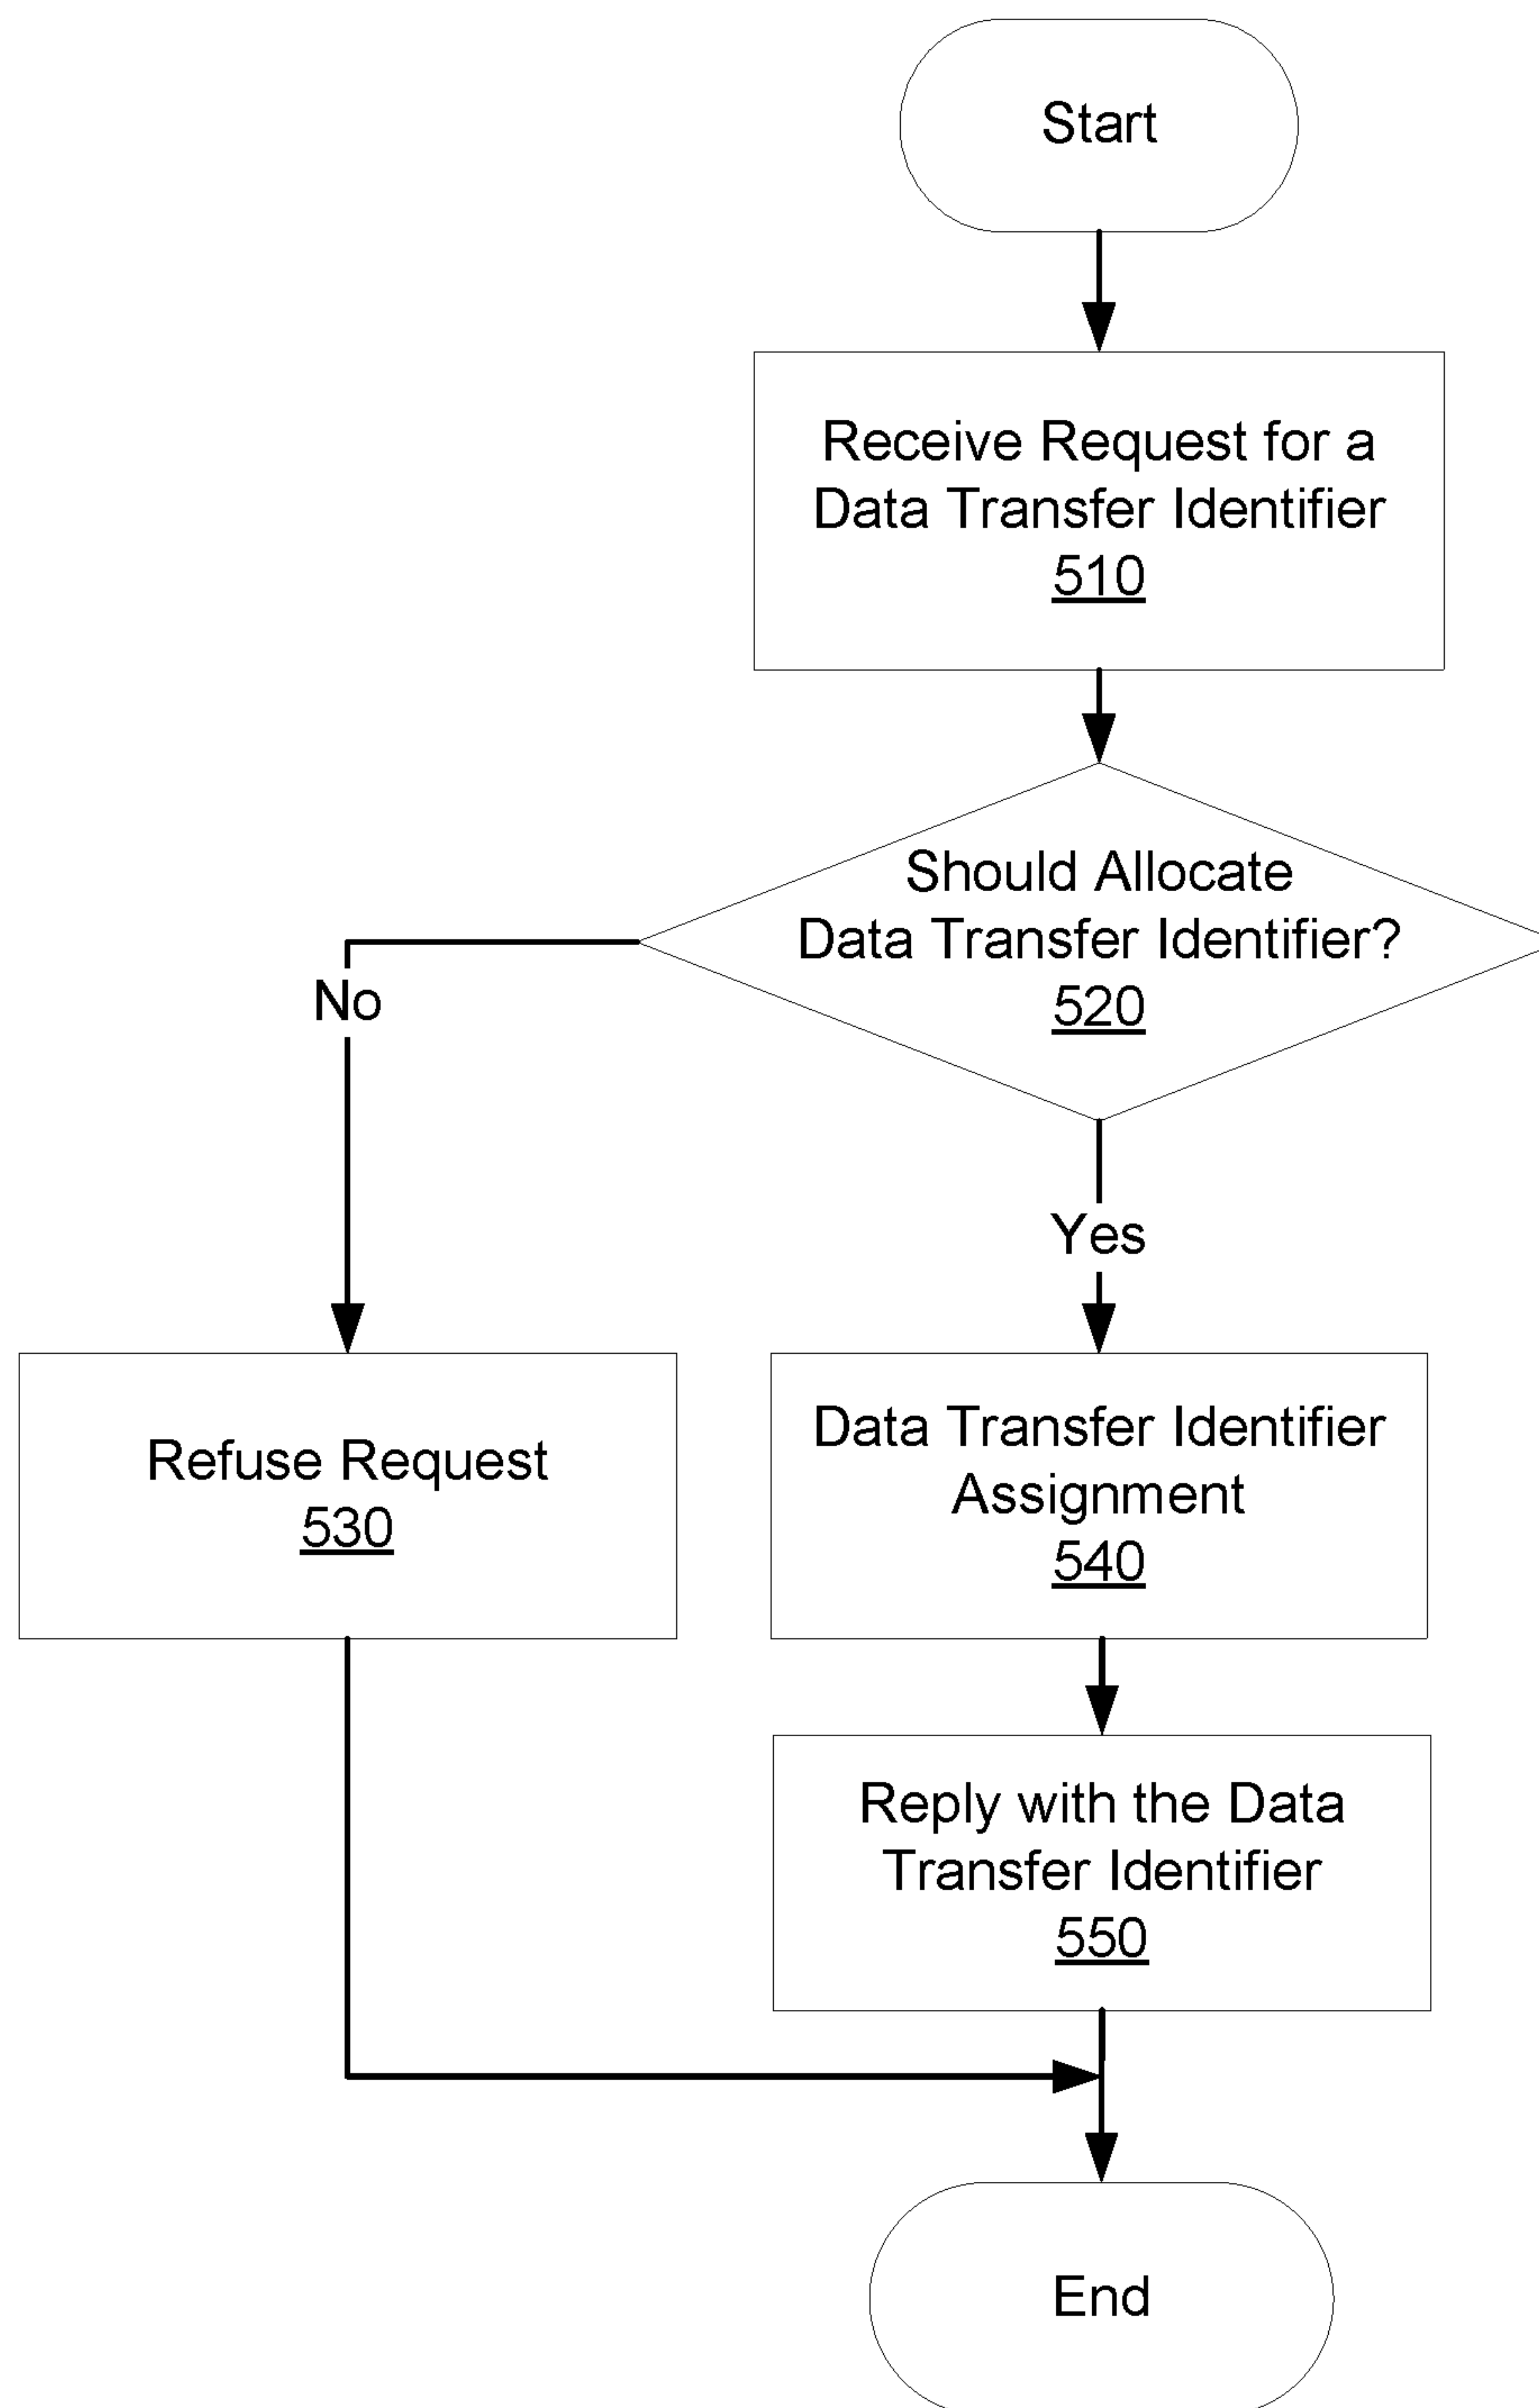 Start
Receive Request for a
Data Transfer Identifier
510
Should Allocate
Data Transfer Identifier?
520
No
Yes
Refuse Request
530
Data Transfer Identifier
Assignment
540
Reply with the Data
Transfer Identifier
550
End